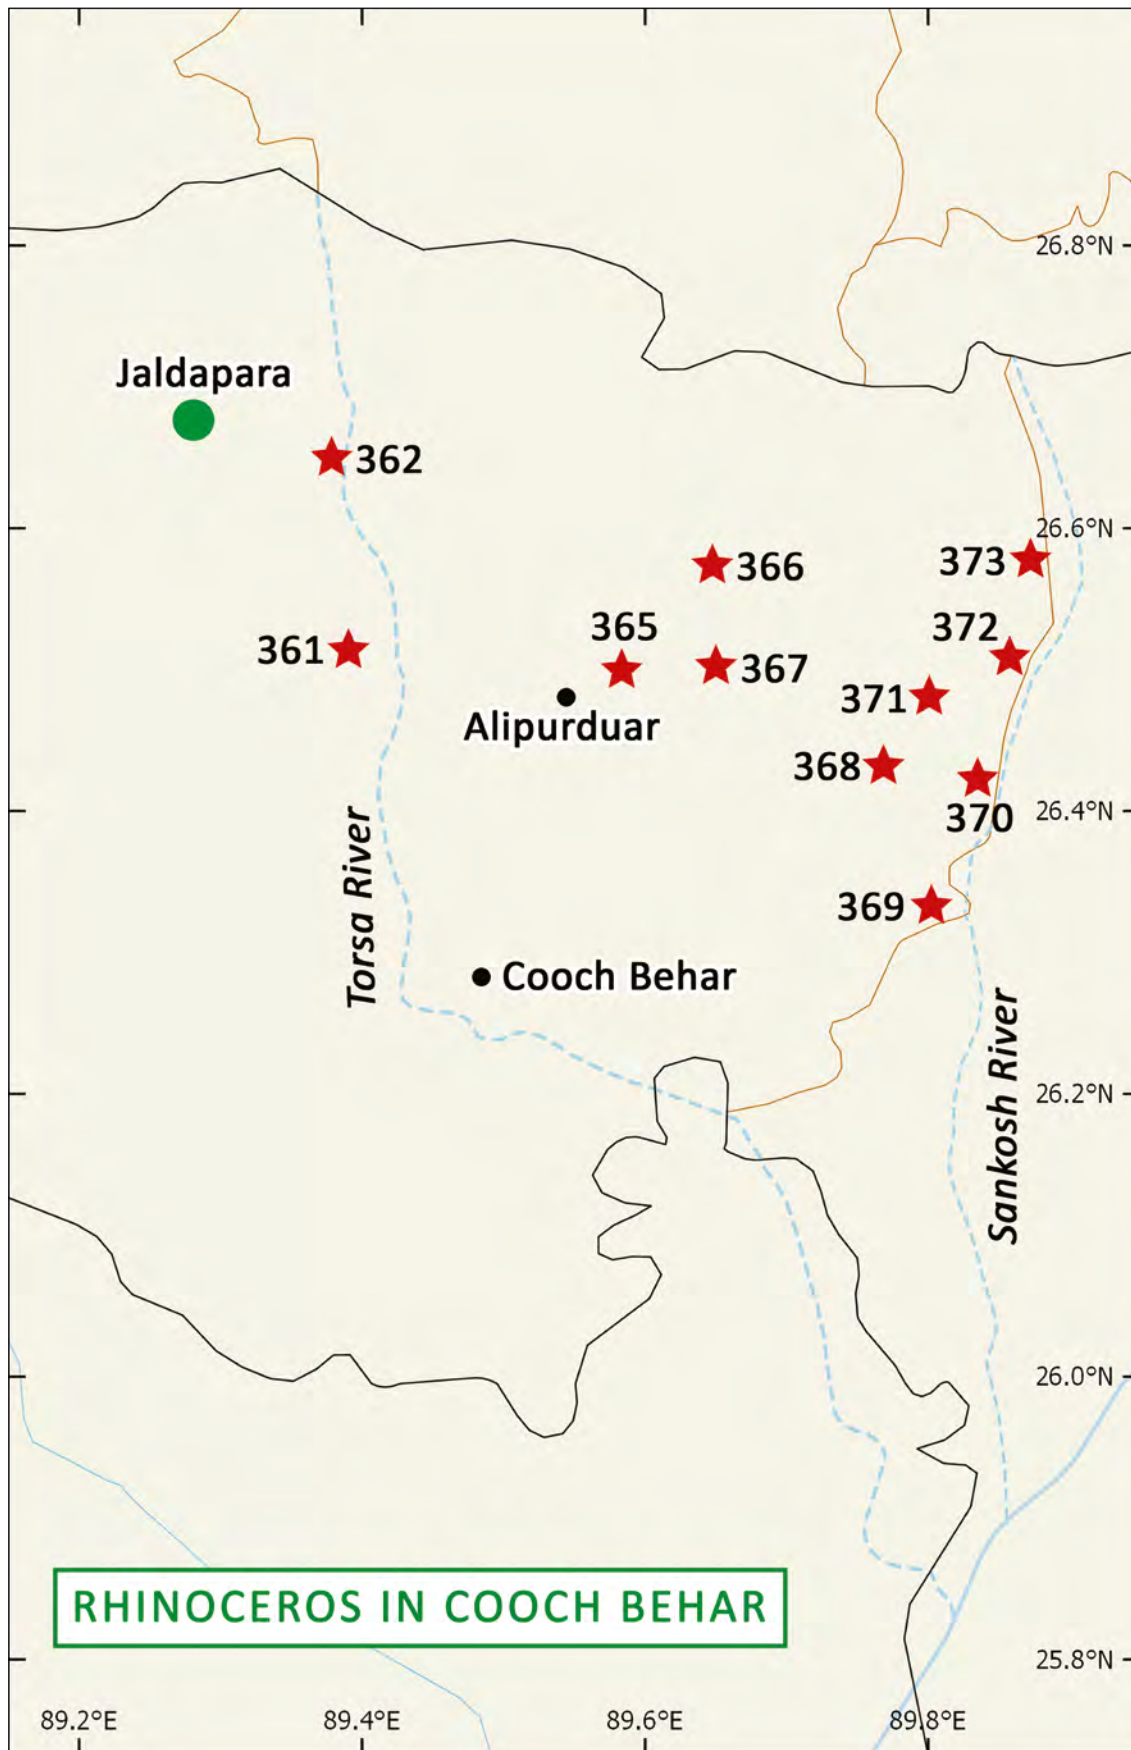 26.8°N
Jaldapara
362
26.6°N
366
373
365
372
361
367
371
Alipurduar
368
370
26.4°N
Torsa River
369
Cooch Behar
Sankosh River
26.2°N
26.0°N
RHINOCEROS IN COOCH BEHAR
25.8°N
89.2°E
89.4°E
89.6°E
89.8°E